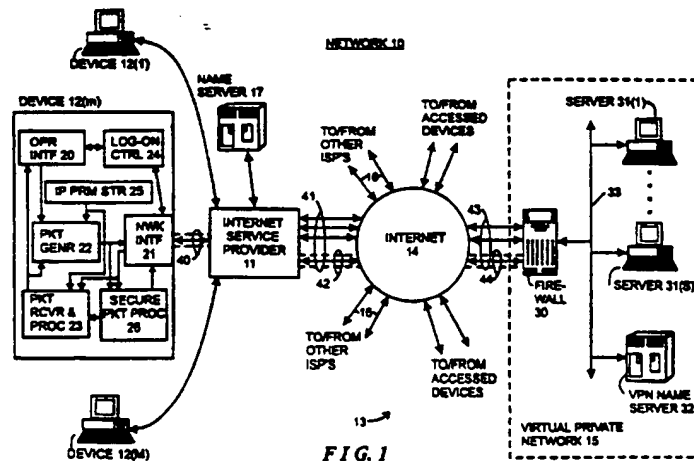 NETWORK 10
DEVICE 12(1)
NAME
SERVER 17
DEVICE 12(m)
OPR
INTF 20
LOG-ON
CTRL 24
IP PRM STR 25
PKT
GENR 22
NWK
INTF
21
PKT
RCVR &
PROC 23
SECURE
PKT PROC
26
40
INTERNET
SERVICE
PROVIDER
11
41
42
TO/FROM
OTHER
ISP'S
16
TO/FROM
ACCESSED
DEVICES
INTERNET
14
16
TO/FROM
OTHER
ISP'S
TO/FROM
ACCESSED
DEVICES
43
44
FIRE-
WALL
30
33
SERVER 31(1)
SERVER 31(S)
VPN NAME
SERVER 32
VIRTUAL PRIVATE
NETWORK 15
DEVICE 12(M)
13
FIG. 1